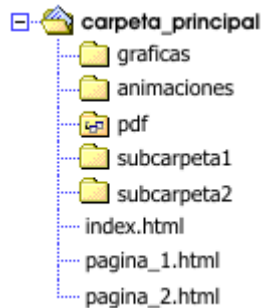 carpeta_principal
graficas
animaciones
pdf
subcarpeta1
subcarpeta2
index.html
pagina_1.html
pagina_2.html